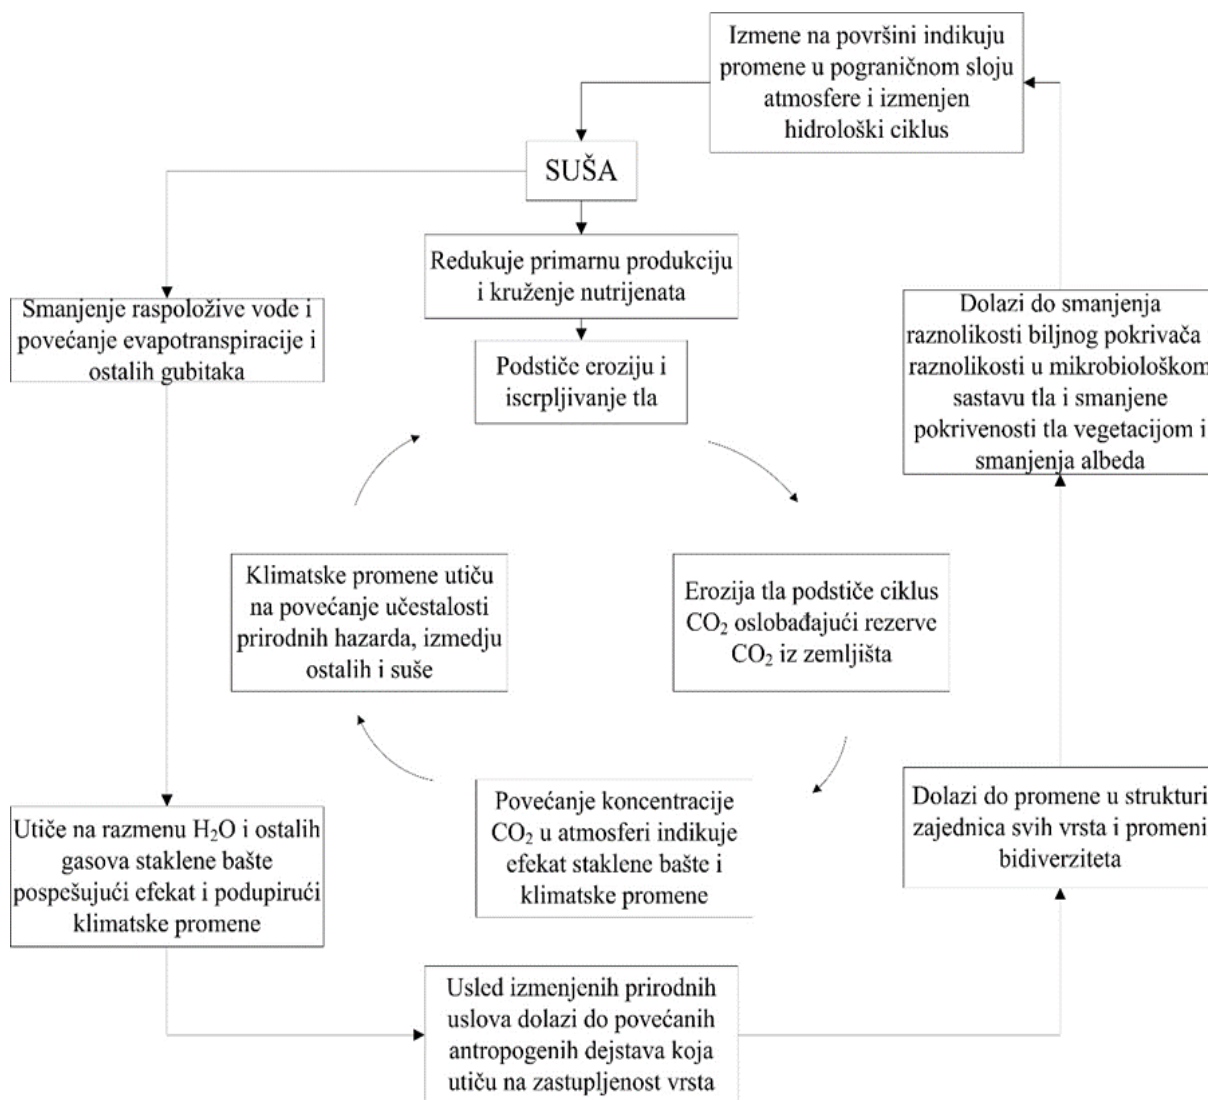 Izmene na površini indikuju
promene u pograničnom sloju
atmosfere i izmenjen
hidrološki ciklus
SUŠA
Redukuje primarnu produkciju
i kruženje nutrijenata
Smanjenje raspoložive vode i
povećanje evapotranspiracije i
ostalih gubitaka
Podstiče eroziju i
iscrpljivanje tla
Dolazi do smanjenja
raznolikosti biljnog pokrivača
raznolikosti u mikrobiološkom
sastavu tla i smanjene
pokrivenosti tla vegetacijom i
smanjenja albeda
Klimatske promene utiču
na povećanje učestalosti
prirodnih hazarda, izmedju
ostalih i suše
Erozija tla podstiče ciklus
CO₂ oslobađajući rezerve
CO₂ iz zemljišta
Povećanje koncentracije
CO₂ u atmosferi indikuje
efekat staklene bašte i
klimatske promene
Utiče na razmenu H₂O i ostalih
gasova staklene bašte
pospešujući efekat i podupirući
klimatske promene
Dolazi do promene u strukturi
zajednica svih vrsta i promeni
bidiverziteta
Usled izmenjenih prirodnih
uslova dolazi do povećanih
antropogenih dejstava koja
utiču na zastupljenost vrsta